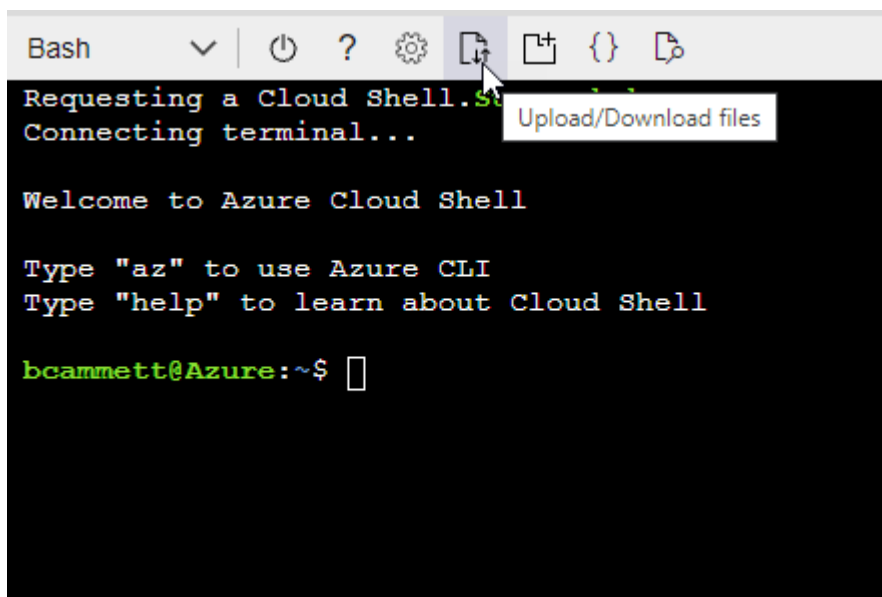 Bash
?
{}
Requesting a Cloud Shell.
Upload/Download files
Connecting terminal...
Welcome to Azure Cloud Shell
Type "az" to use Azure CLI
Type "help" to learn about Cloud Shell
bcammett@Azure:~$